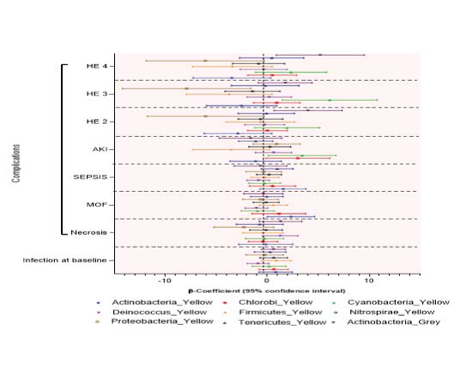 HE 4
HE 3
HE 2
AKI
SEPSIS
MOF
Necrosis
Infection at baseline
Complications
-10 0 10
β-Coefficient (95% confidence interval)
Actinobacteria_Yellow Chlorobi_Yellow Cyanobacteria_Yellow
Deinococcus_Yellow Firmicutes_Yellow Nitrospirae_Yellow
Proteobacteria_Yellow Tenericutes_Yellow Actinobacteria_Grey